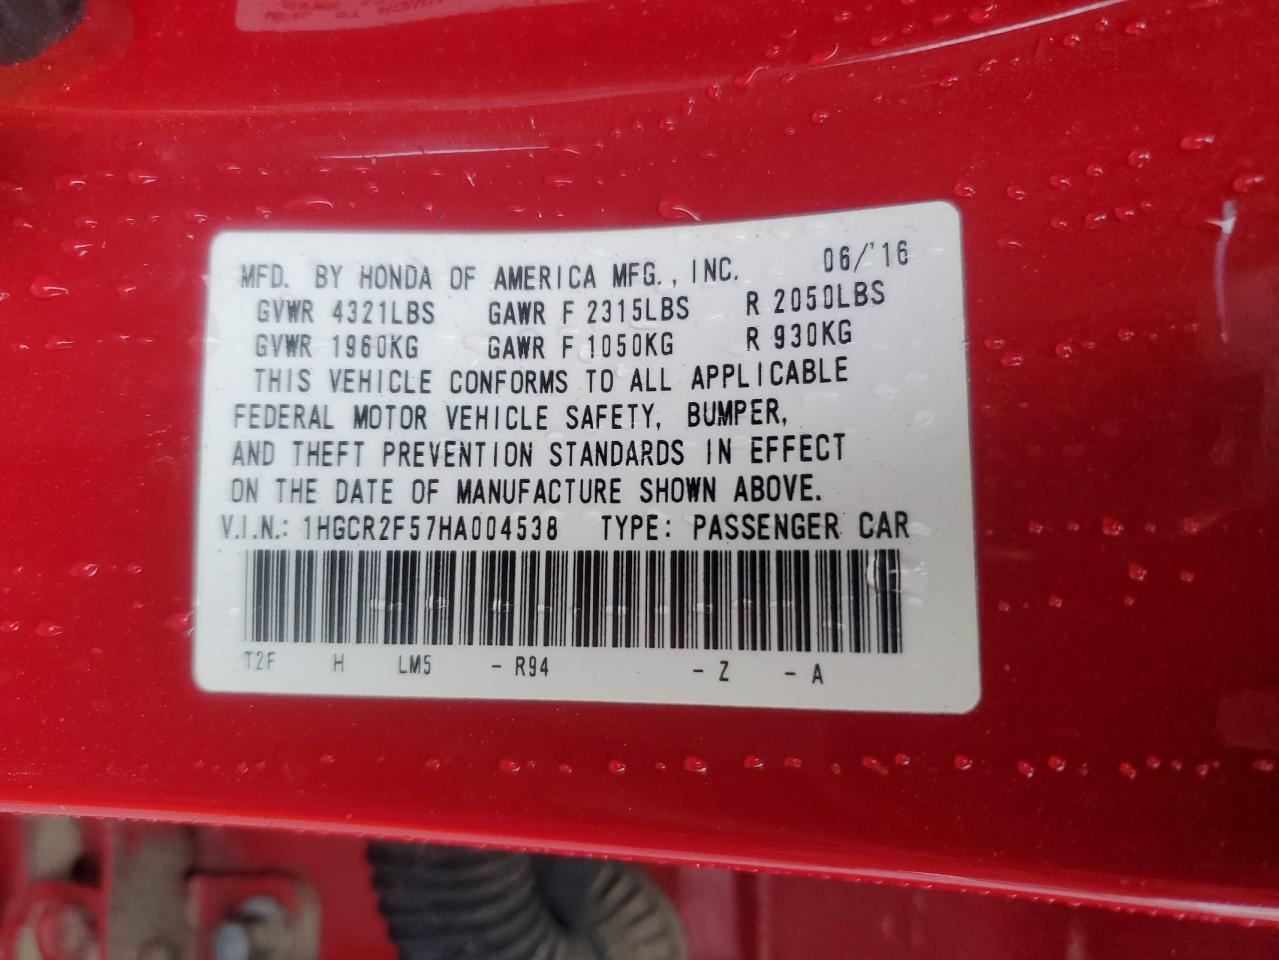 MFD. BY HONDA OF AMERICA MFG., INC. 06/'16
GVWR 4321LBS GAWR F 2315LBS R 2050LBS
GVWR 1960KG GAWR F 1050KG R 930KG
THIS VEHICLE CONFORMS TO ALL APPLICABLE
FEDERAL MOTOR VEHICLE SAFETY, BUMPER,
AND THEFT PREVENTION STANDARDS IN EFFECT
ON THE DATE OF MANUFACTURE SHOWN ABOVE.
V.I.N.: 1HGCR2F57HA004538 TYPE: PASSENGER CAR
T2F H LM5 - R94 - Z - A